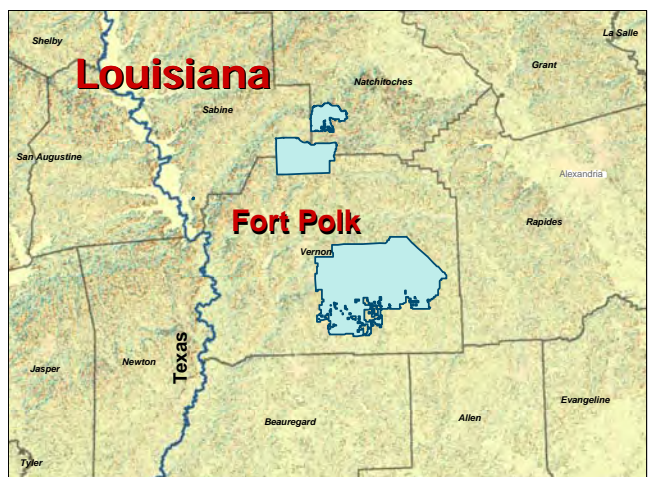 La Salle
Shelby
Grant
Louisiana
Natchitoches
Sabine
San Augustine
Alexandria
Fort Polk
Rapides
Vernon
Texas
Newton
Jasper
Evangeline
Allen
Beauregard
Tyler